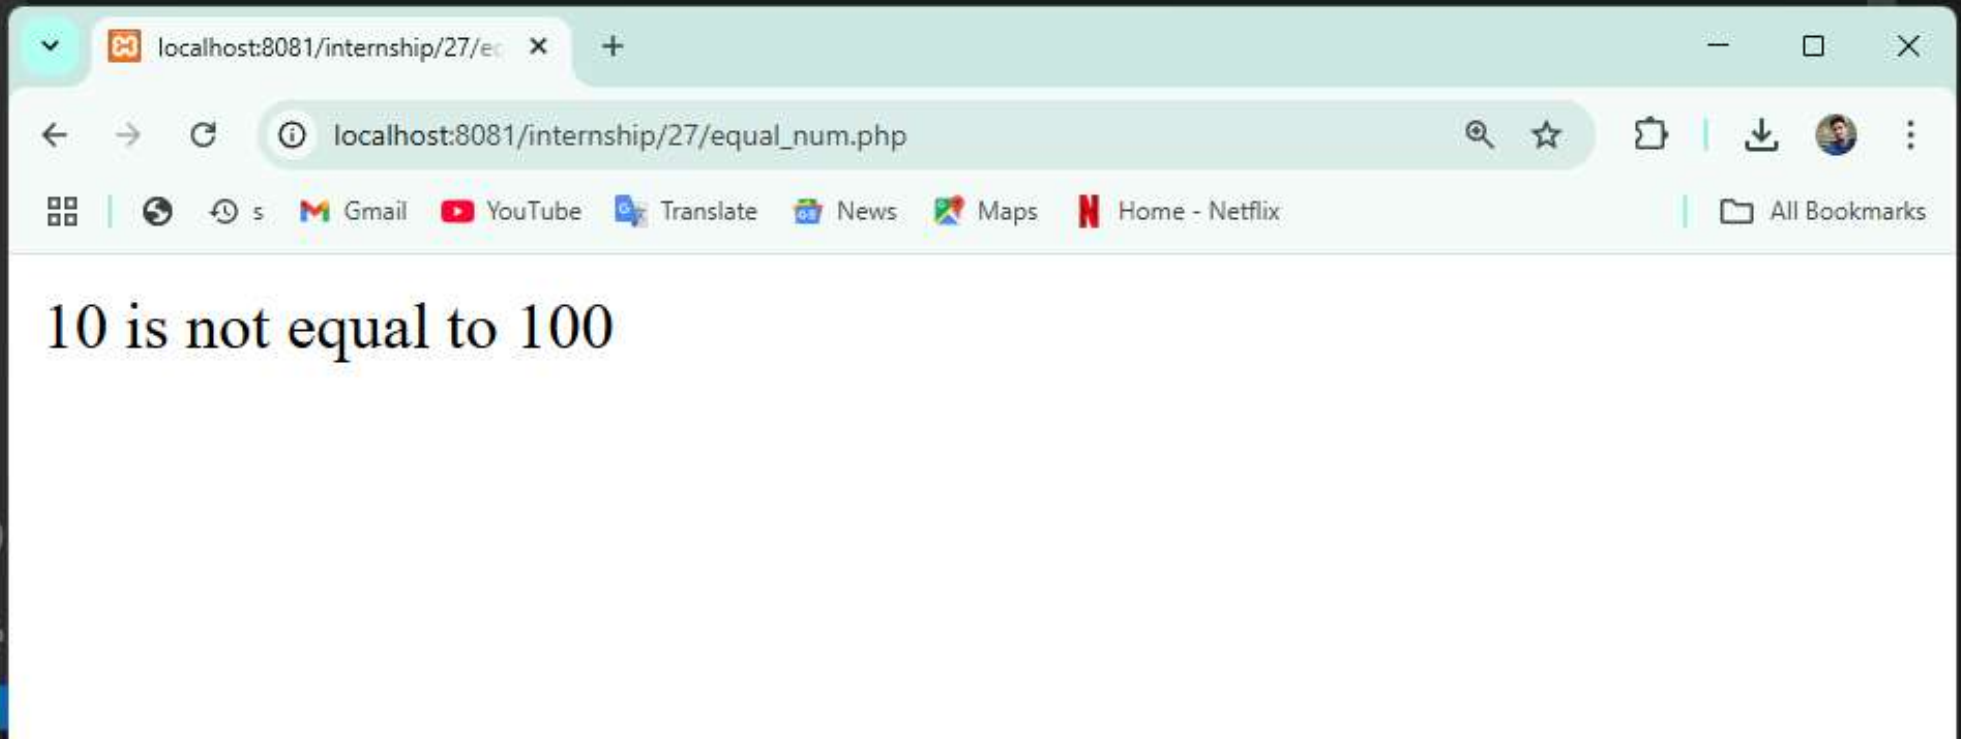 localhost:8081/internship/27/
localhost:8081/internship/27/equal_num.php
s Gmail YouTube Translate News Maps Home - Netflix All Bookmarks
10 is not equal to 100